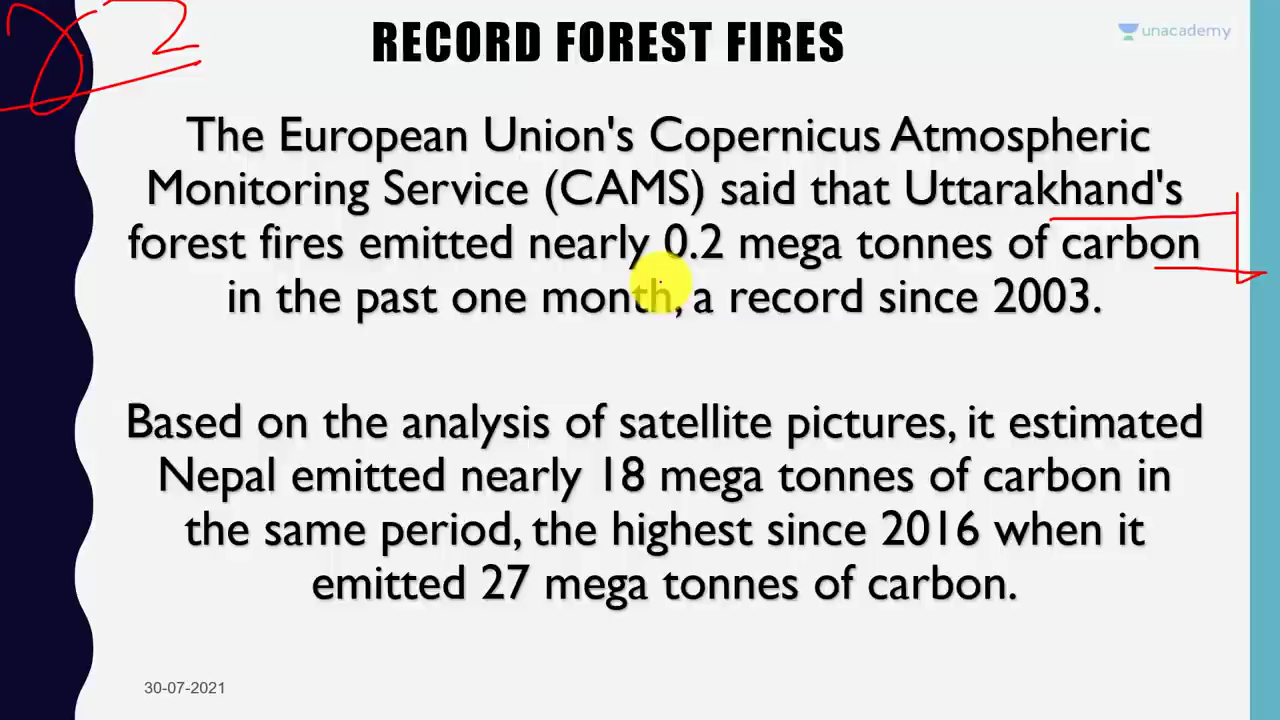 RECORD FOREST FIRES
unacademy
The European Union's Copernicus Atmospheric
Monitoring Service (CAMS) said that Uttarakhand's
forest fires emitted nearly 0.2 mega tonnes of carbon
in the past one month, a record since 2003.
Based on the analysis of satellite pictures, it estimated
Nepal emitted nearly 18 mega tonnes of carbon in
the same period, the highest since 2016 when it
emitted 27 mega tonnes of carbon.
30-07-2021